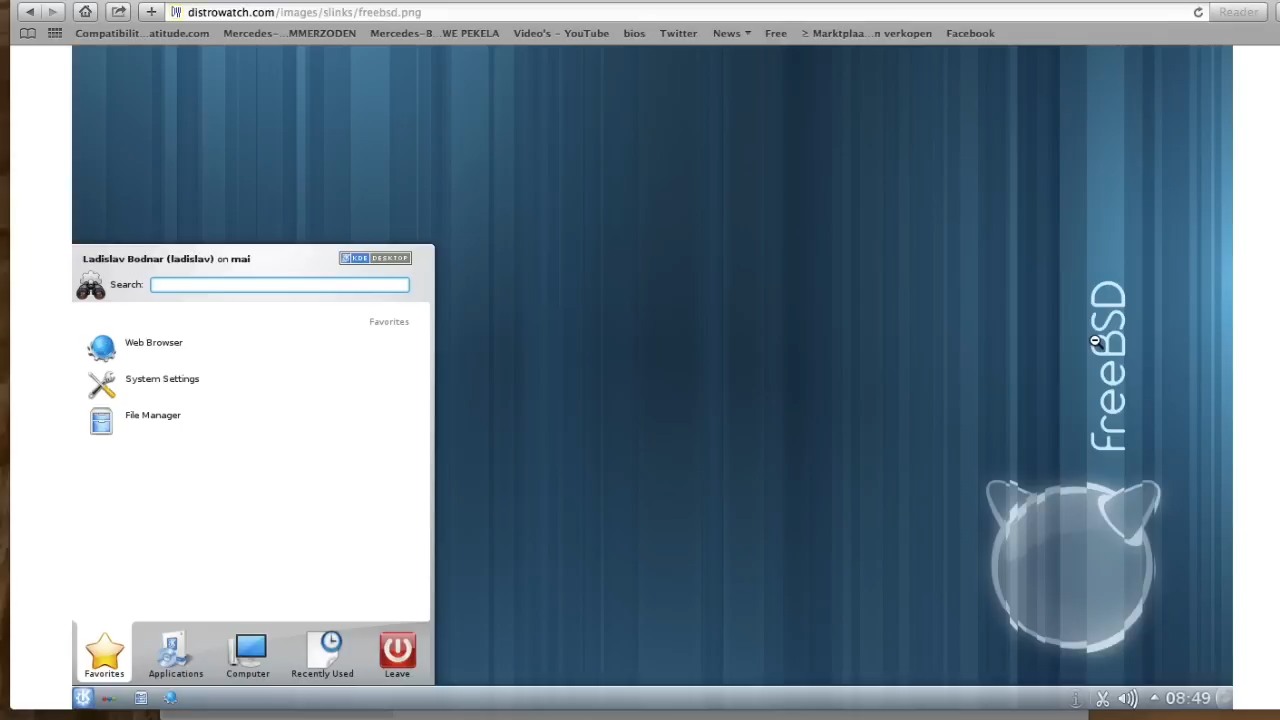 distrowatch.com/images/slinks/freebsd.png
Reader
Compatibilit...atitude.com Mercedes-...MMERZODEN Mercedes-B...WE PEKELA Video's – YouTube bios Twitter News Free ≥ Marktplaa...n verkopen Facebook
Ladislav Bodnar (ladislav) on mai
KDE DESKTOP
Search:
Favorites
Web Browser
System Settings
File Manager
freeBSD
Favorites Applications Computer Recently Used Leave
08:49